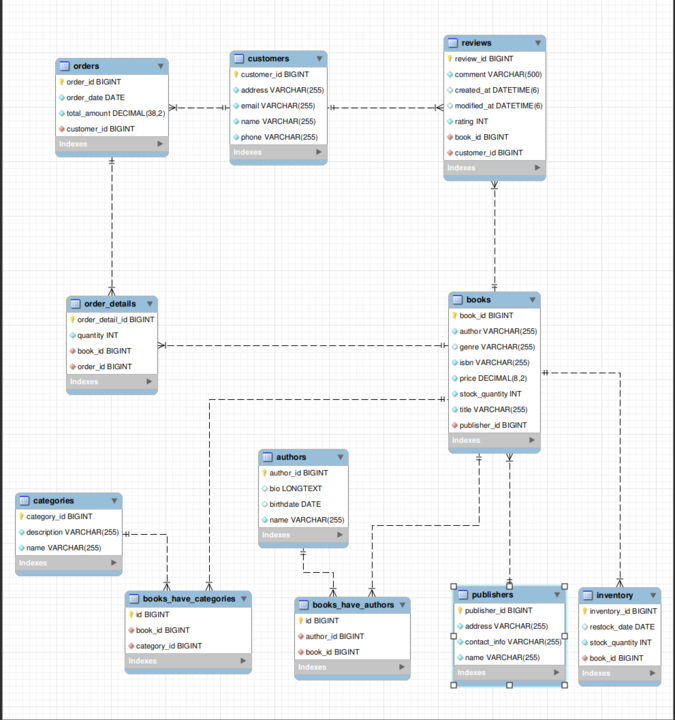 orders
order_id BIGINT
order_date DATE
total_amount DECIMAL(38,2)
customer_id BIGINT
Indexes
customers
customer_id BIGINT
address VARCHAR(255)
email VARCHAR(255)
name VARCHAR(255)
phone VARCHAR(255)
Indexes
reviews
review_id BIGINT
comment VARCHAR(500)
created_at DATETIME(6)
modified_at DATETIME(6)
rating INT
book_id BIGINT
customer_id BIGINT
Indexes
order_details
order_detail_id BIGINT
quantity INT
book_id BIGINT
order_id BIGINT
Indexes
books
book_id BIGINT
author VARCHAR(255)
genre VARCHAR(255)
isbn VARCHAR(255)
price DECIMAL(8,2)
stock_quantity INT
title VARCHAR(255)
publisher_id BIGINT
Indexes
authors
author_id BIGINT
bio LONGTEXT
birthdate DATE
name VARCHAR(255)
Indexes
categories
category_id BIGINT
description VARCHAR(255)
name VARCHAR(255)
Indexes
books_have_categories
id BIGINT
book_id BIGINT
category_id BIGINT
Indexes
books_have_authors
id BIGINT
author_id BIGINT
book_id BIGINT
Indexes
publishers
publisher_id BIGINT
address VARCHAR(255)
contact_info VARCHAR(255)
name VARCHAR(255)
Indexes
inventory
inventory_id BIGINT
restock_date DATE
stock_quantity INT
book_id BIGINT
Indexes